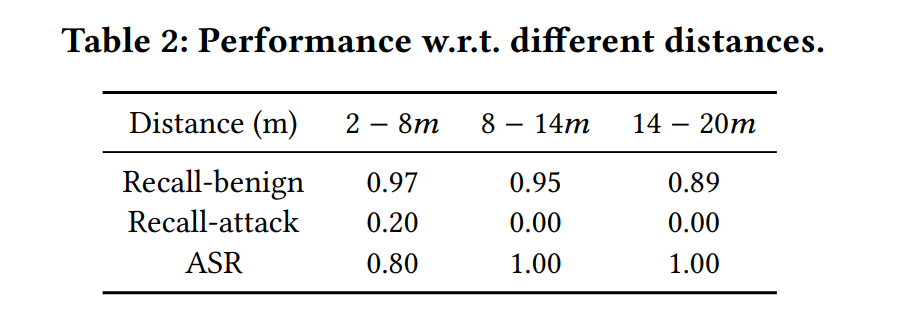 Table 2: Performance w.r.t. different distances.
Distance (m) 2 − 8m 8 − 14m 14 − 20m
Recall-benign 0.97 0.95 0.89
Recall-attack 0.20 0.00 0.00
ASR 0.80 1.00 1.00